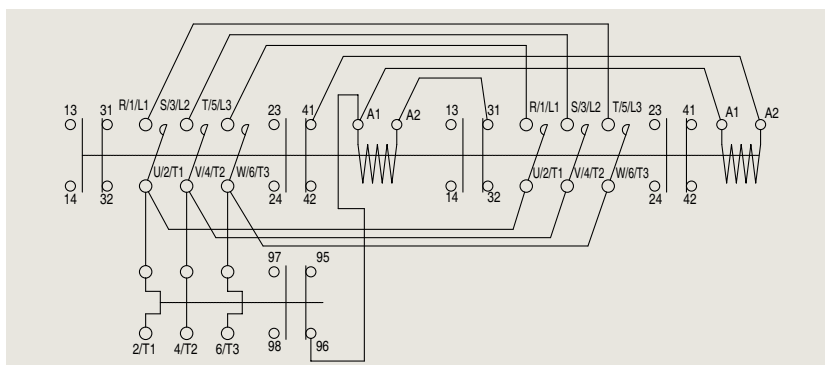 13 31 R/1/L1 S/3/L2 T/5/L3 23 41 A1 A2 13 31 R/1/L1 S/3/L2 T/5/L3 23 41 A1 A2
14 32 U/2/T1 V/4/T2 W/6/T3 24 42 14 32 U/2/T1 V/4/T2 W/6/T3 24 42
97 95
2/T1 4/T2 6/T3 98 96